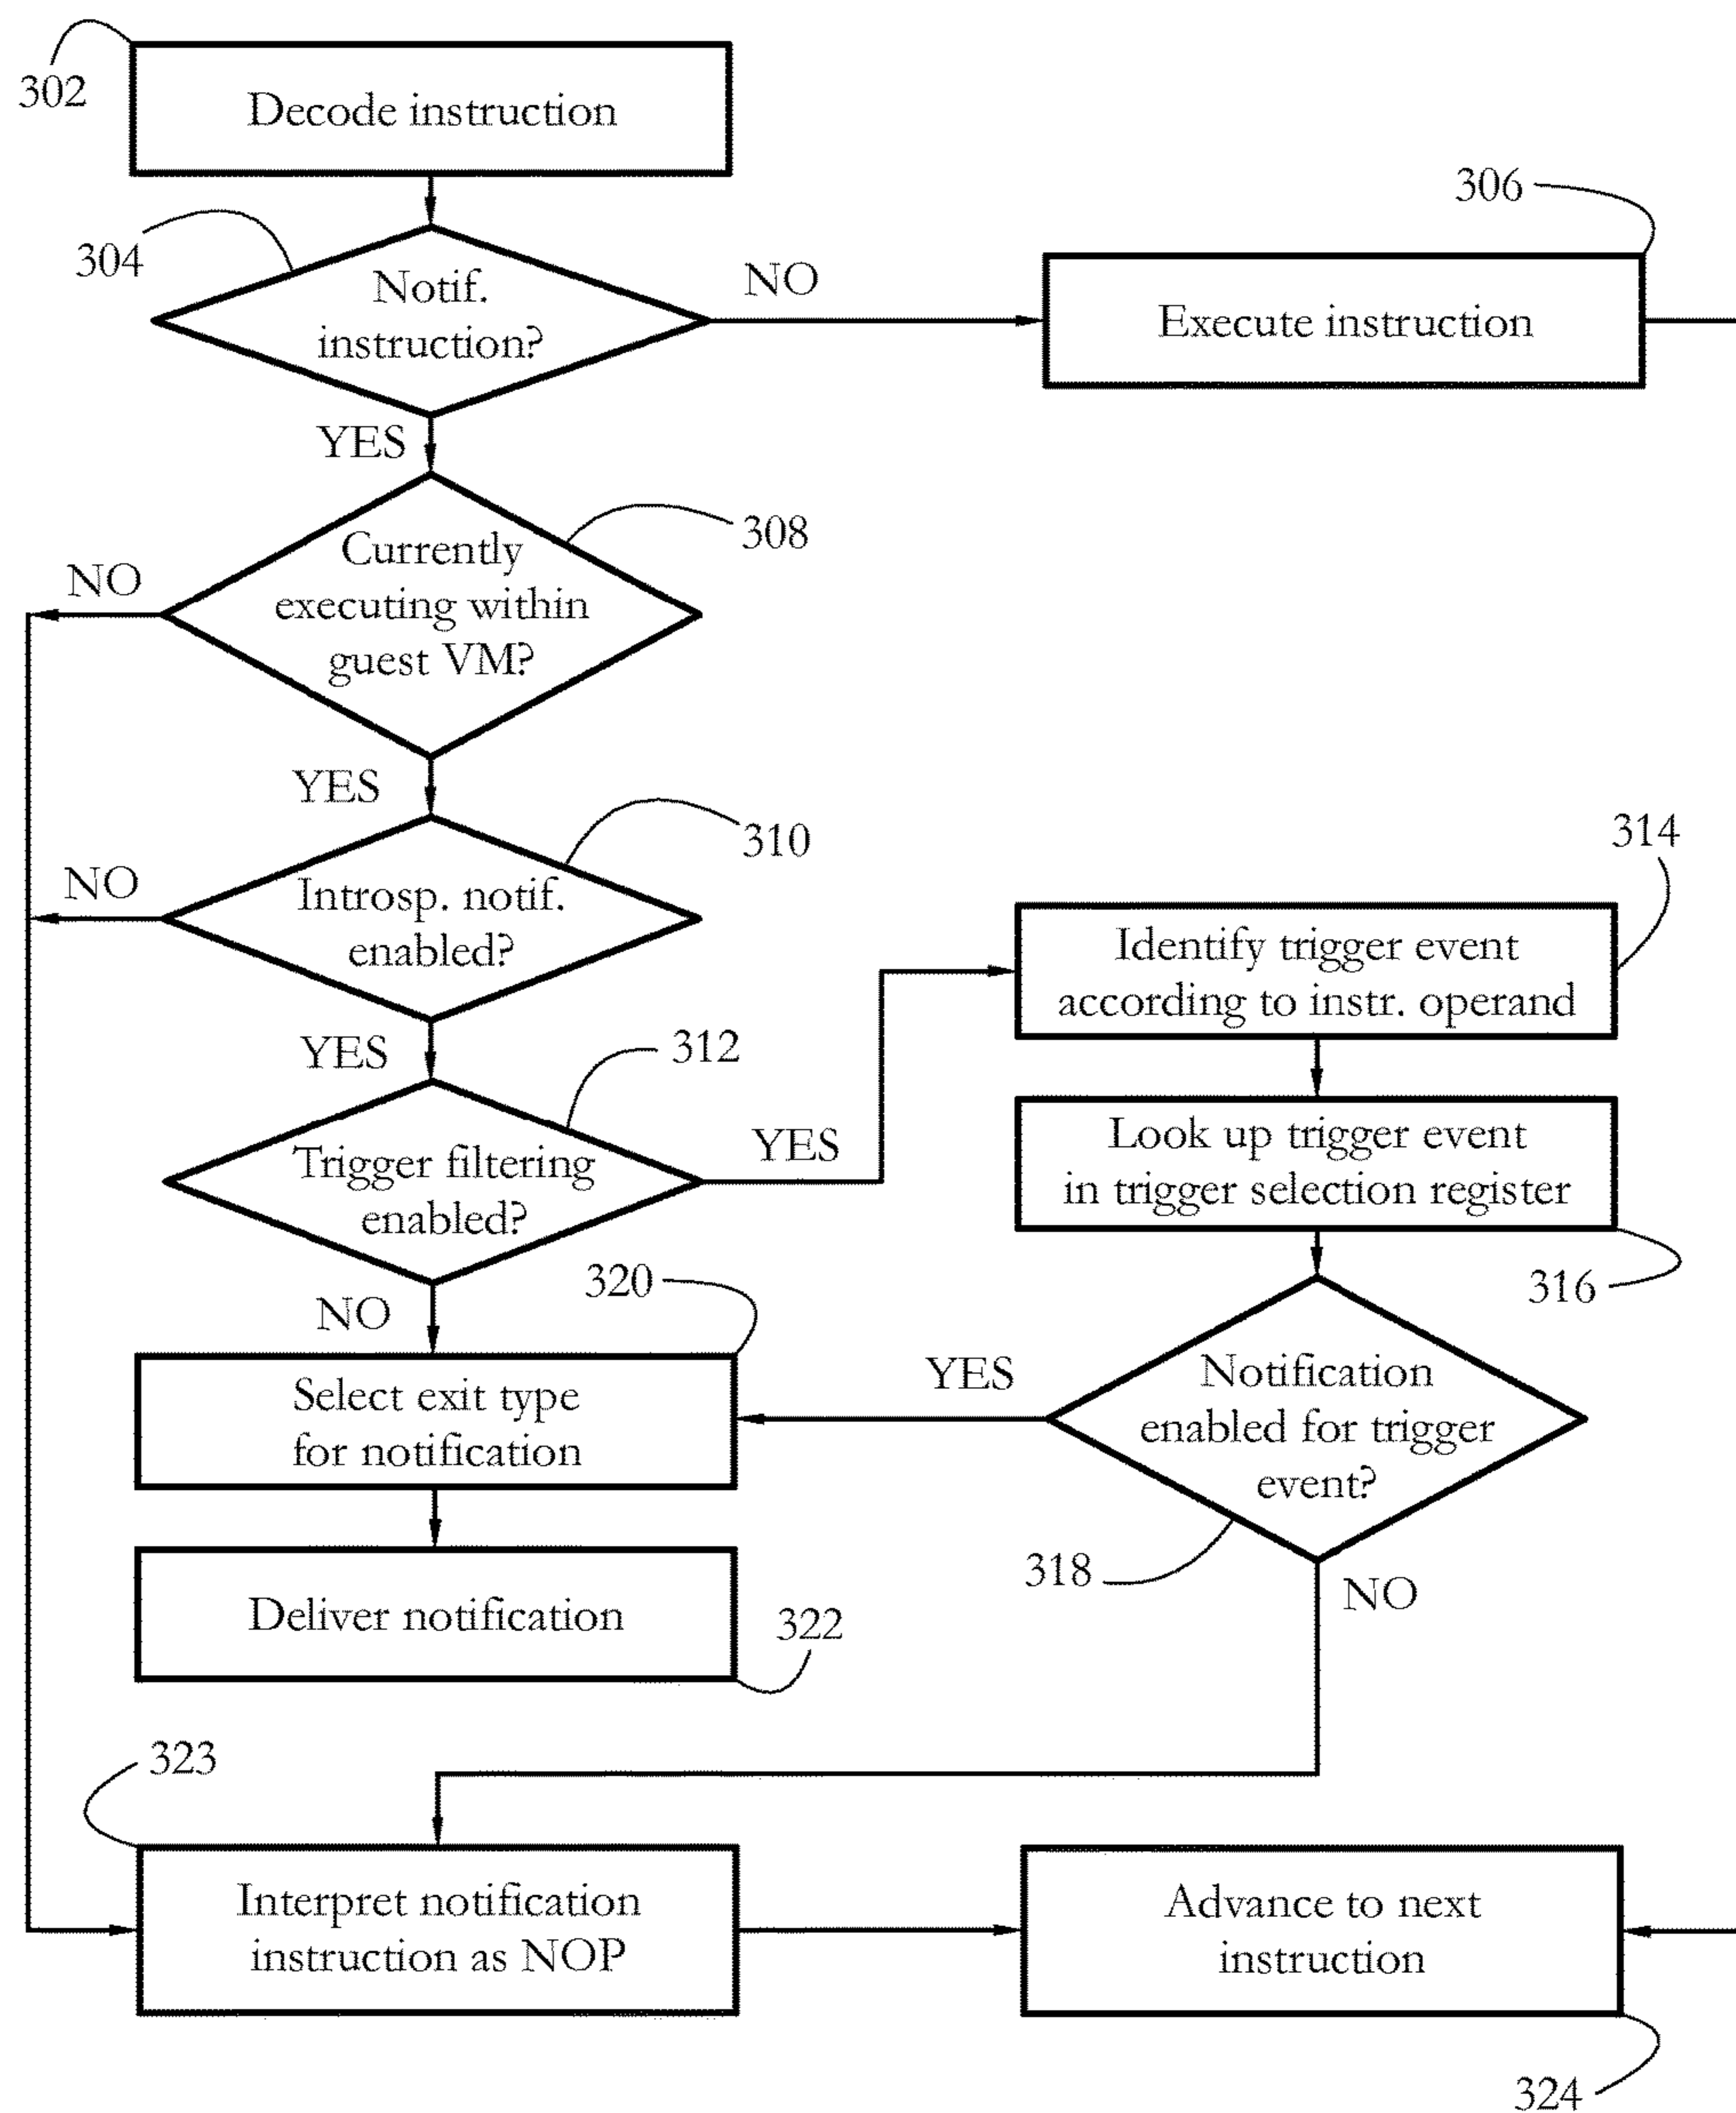 302
Decode instruction
306
304
Notif.
instruction?
NO
Execute instruction
YES
308
Currently
executing within
guest VM?
NO
YES
310
NO
Introsp. notif.
enabled?
314
Identify trigger event
according to instr. operand
YES
312
Trigger filtering
enabled?
YES
Look up trigger event
in trigger selection register
316
320
NO
Select exit type
for notification
YES
Notification
enabled for trigger
event?
318
NO
Deliver notification
322
323
Interpret notification
instruction as NOP
Advance to next
instruction
324